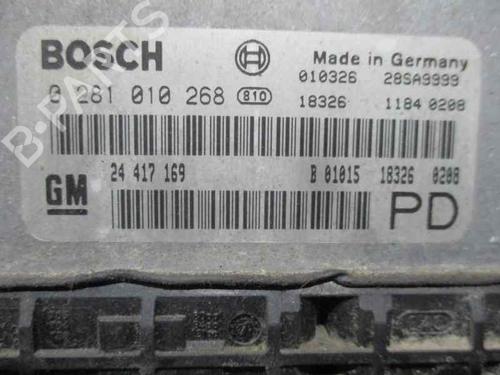 BOSCH
Made in Germany
010326 28SA9999
0 281 010 268 810
18326 1184 0208
24 417 169
B 01015 18326 0208
GM
PD
B-PARTS